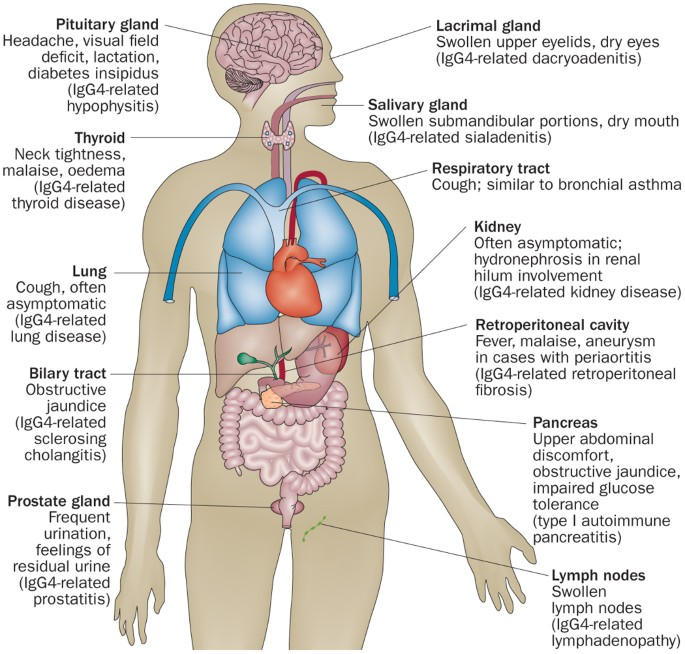 Pituitary gland
Headache, visual field
deficit, lactation,
diabetes insipidus
(IgG4-related
hypophysitis)
Thyroid
Neck tightness,
malaise, oedema
(IgG4-related
thyroid disease)
Lung
Cough, often
asymptomatic
(IgG4-related
lung disease)
Bilary tract
Obstructive
jaundice
(IgG4-related
sclerosing
cholangitis)
Prostate gland
Frequent
urination,
feelings of
residual urine
(IgG4-related
prostatitis)
Lacrimal gland
Swollen upper eyelids, dry eyes
(IgG4-related dacryoadenitis)
Salivary gland
Swollen submandibular portions, dry mouth
(IgG4-related sialadenitis)
Respiratory tract
Cough; similar to bronchial asthma
Kidney
Often asymptomatic;
hydronephrosis in renal
hilum involvement
(IgG4-related kidney disease)
Retroperitoneal cavity
Fever, malaise, aneurysm
in cases with periaortitis
(IgG4-related retroperitoneal
fibrosis)
Pancreas
Upper abdominal
discomfort,
obstructive jaundice,
impaired glucose
tolerance
(type I autoimmune
pancreatitis)
Lymph nodes
Swollen
lymph nodes
(IgG4-related
lymphadenopathy)